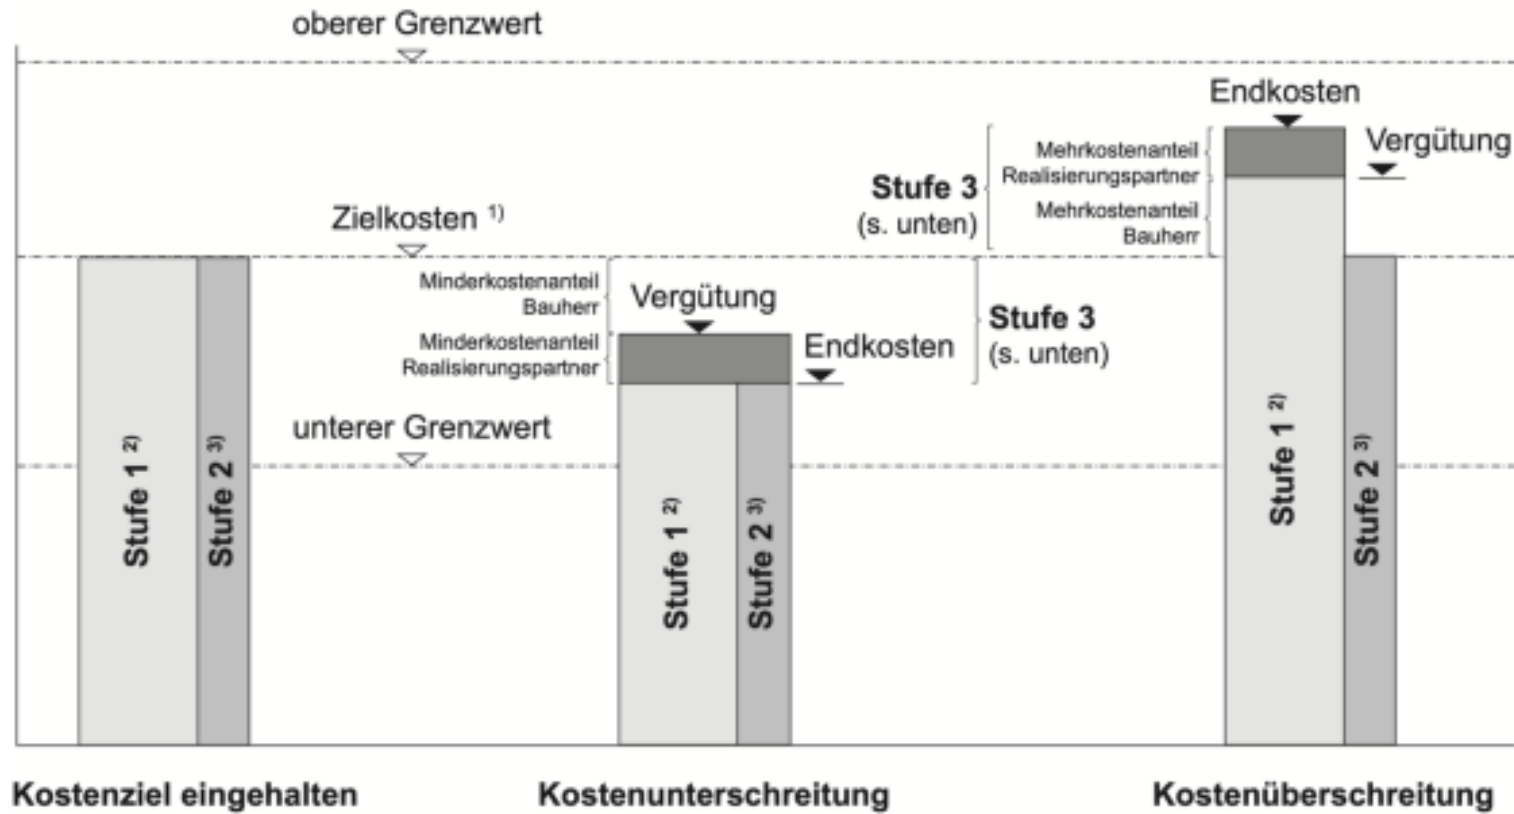 oberer Grenzwert
Endkosten
Vergütung
Mehrkostenanteil
Realisierungspartner
Stufe 3
(s. unten)
Mehrkostenanteil
Bauherr
Zielkosten 1)
Minderkostenanteil
Bauherr
Vergütung
Minderkostenanteil
Realisierungspartner
Endkosten
Stufe 3
(s. unten)
unterer Grenzwert
Stufe 1 2)
Stufe 2 3)
Stufe 1 2)
Stufe 2 3)
Stufe 1 2)
Stufe 2 3)
Kostenziel eingehalten
Kostenunterschreitung
Kostenüberschreitung